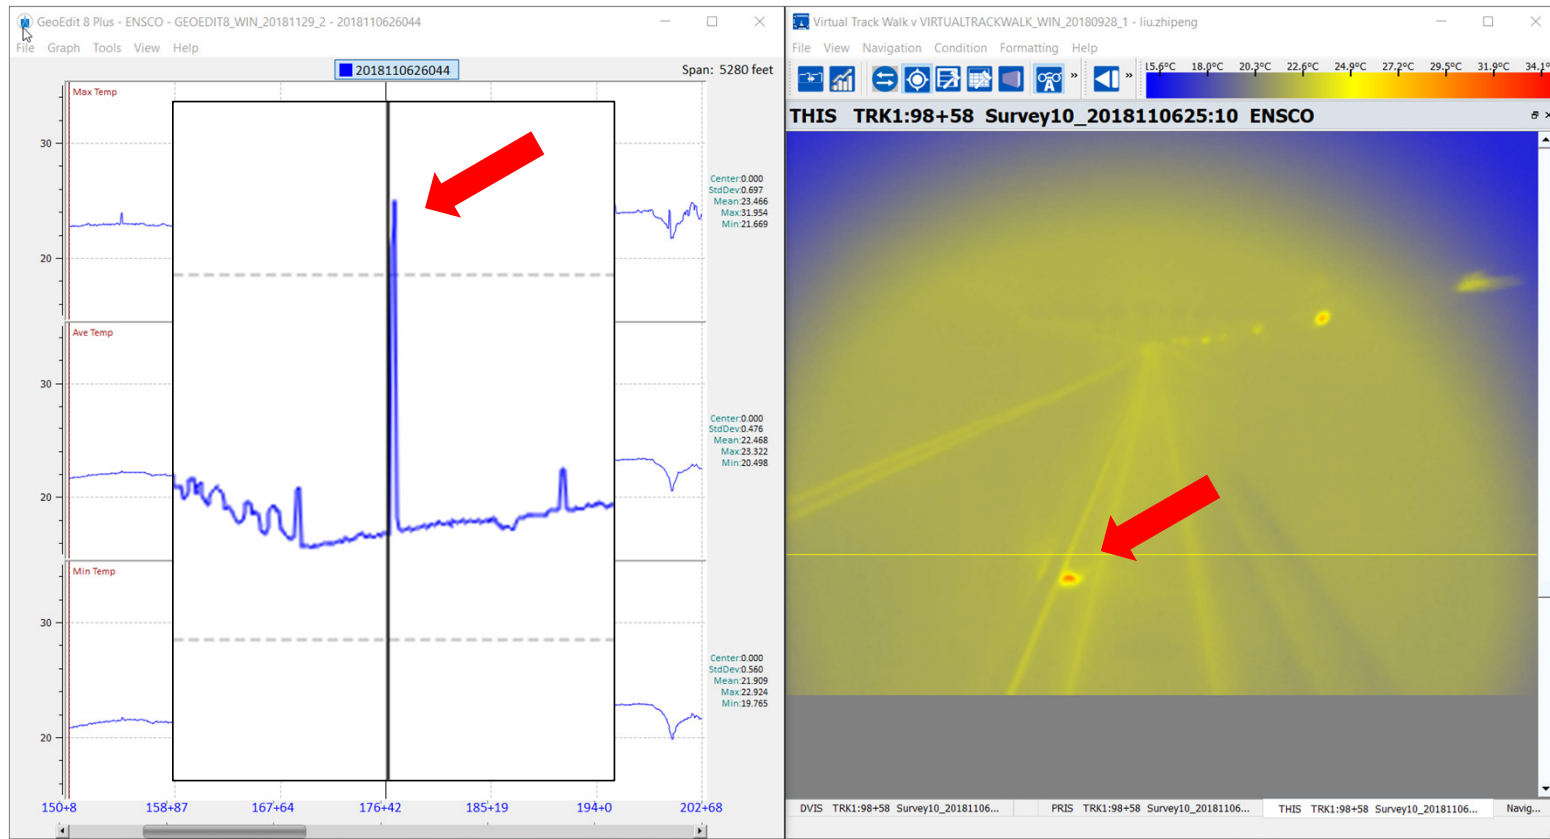 GeoEdit 8 Plus - ENSCO - GEOEDIT8_WIN_20181129_2 - 2018110626044
File Graph Tools View Help
2018110626044
Span: 5280 feet
Max Temp
30
20
Center:0.000
StdDev:0.697
Mean:23.466
Max:31.954
Min:21.669
Ave Temp
30
20
Center:0.000
StdDev:0.476
Mean:22.468
Max:23.322
Min:20.498
Min Temp
30
20
Center:0.000
StdDev:0.560
Mean:21.909
Max:22.924
Min:19.765
150+8 158+87 167+64 176+42 185+19 194+0 202+68
Virtual Track Walk v VIRTUALTRACKWALK_WIN_20180928_1 - liu.zhipeng
File View Navigation Condition Formatting Help
15.6°C 18.0°C 20.3°C 22.6°C 24.9°C 27.2°C 29.5°C 31.9°C 34.1°
THIS TRK1:98+58 Survey10_2018110625:10 ENSCO
DVIS TRK1:98+58 Survey10_20181106... PRIS TRK1:98+58 Survey10_20181106... THIS TRK1:98+58 Survey10_20181106... Navig...